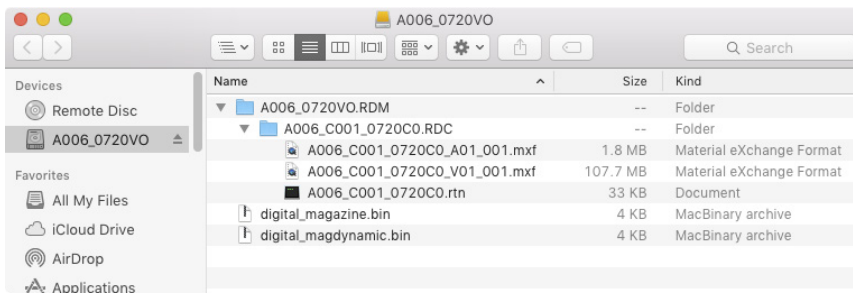 A006_0720VO
Search
Devices
Remote Disc
A006_0720VO
Favorites
All My Files
iCloud Drive
AirDrop
Applications
Name Size Kind
A006_0720VO.RDM -- Folder
A006_C001_0720C0.RDC -- Folder
A006_C001_0720C0_A01_001.mxf 1.8 MB Material eXchange Format
A006_C001_0720C0_V01_001.mxf 107.7 MB Material eXchange Format
A006_C001_0720C0.rtn 33 KB Document
digital_magazine.bin 4 KB MacBinary archive
digital_magdynamic.bin 4 KB MacBinary archive